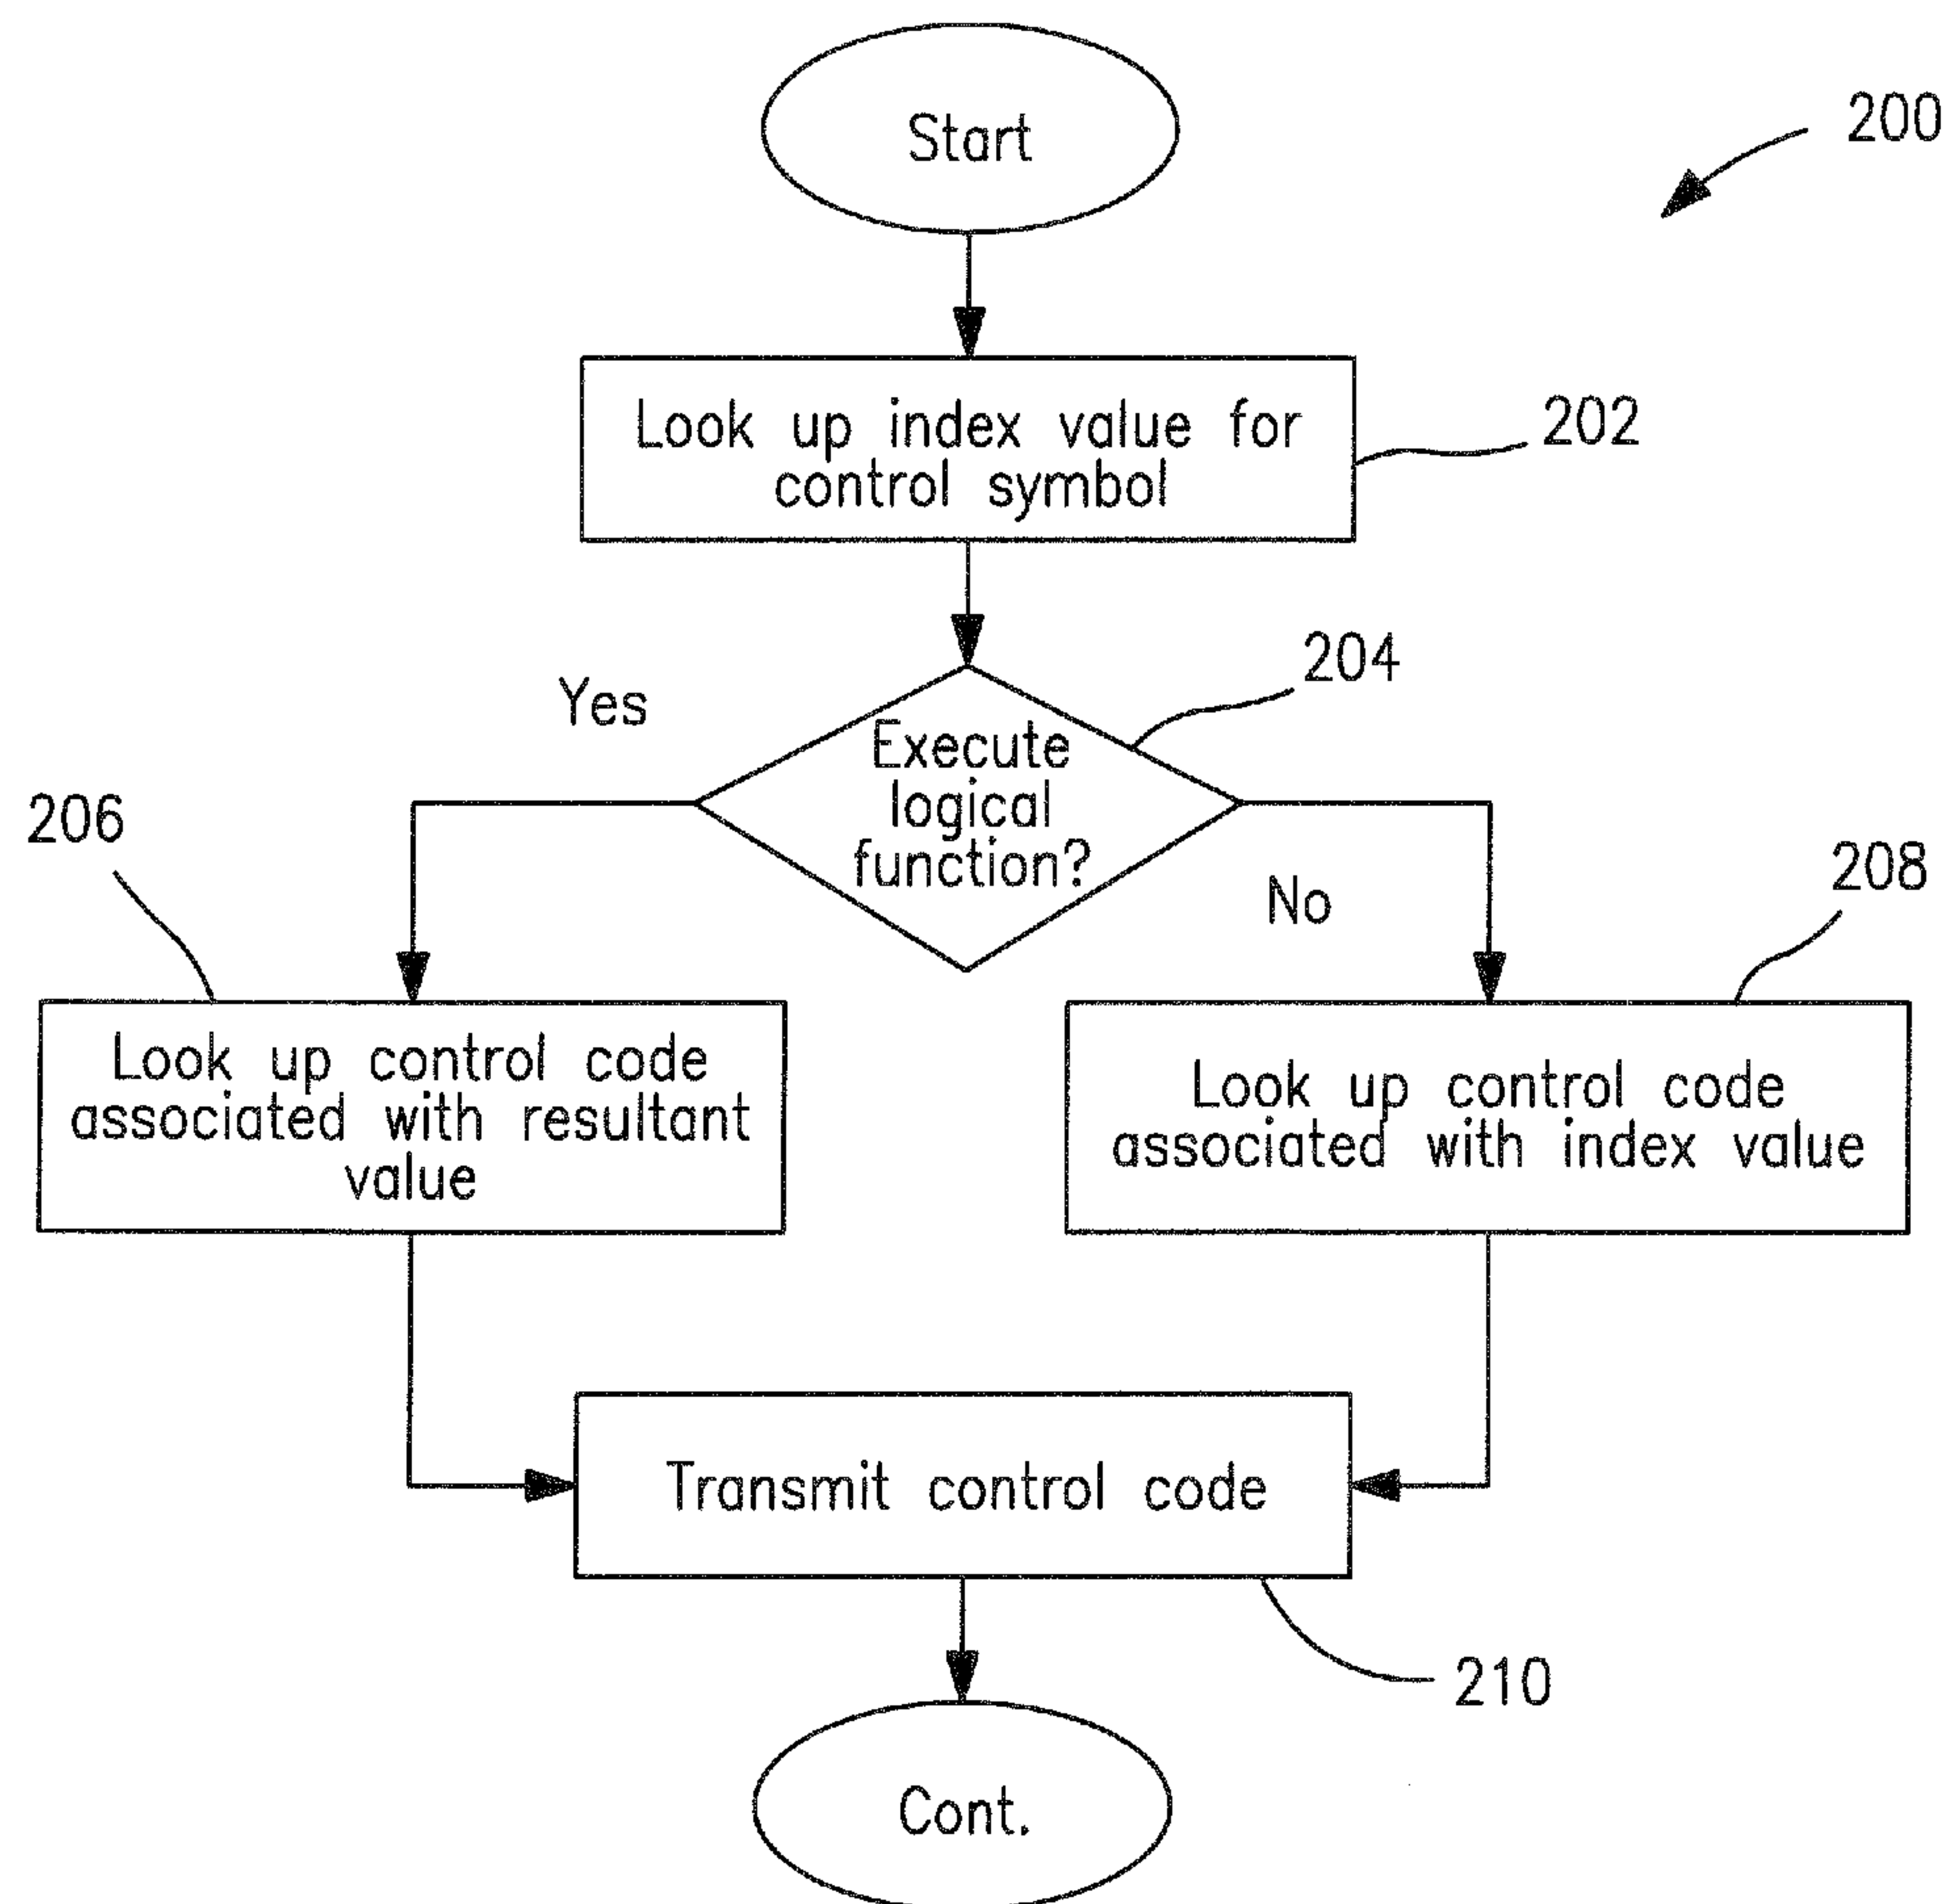 Start
200
Look up index value for
control symbol
202
204
Yes
Execute
logical
function?
206
No
208
Look up control code
associated with resultant
value
Look up control code
associated with index value
Transmit control code
210
Cont.